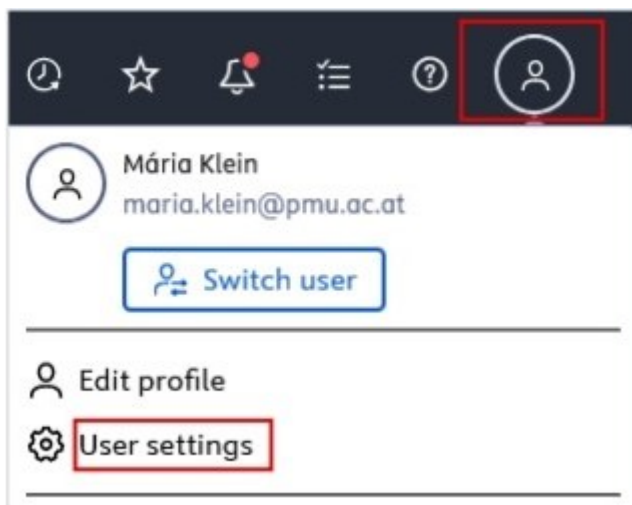 Mária Klein
maria.klein@pmu.ac.at
Switch user
Edit profile
User settings